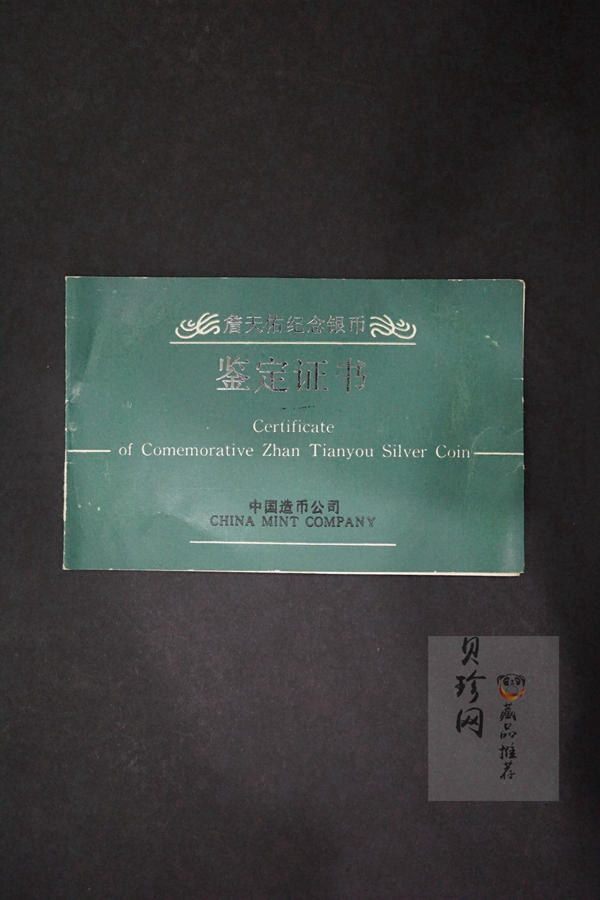 詹天佑纪念银币
鉴定证书
Certificate
of Comemorative Zhan Tianyou Silver Coin
中国造币公司
CHINA MINT COMPANY
贝珍网
藏品推荐